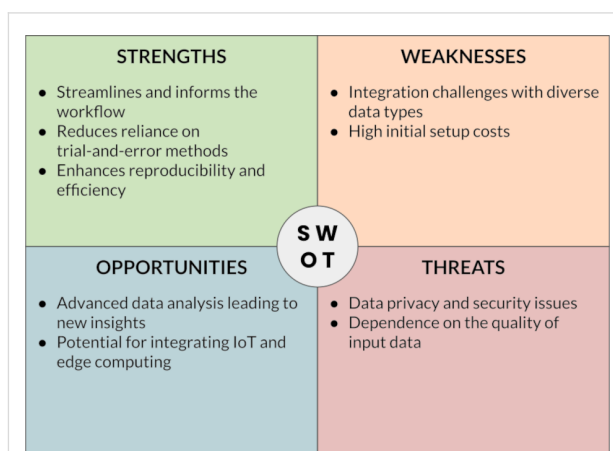 STRENGTHS
● Streamlines and informs the
workflow
● Reduces reliance on
trial-and-error methods
● Enhances reproducibility and
efficiency
WEAKNESSES
● Integration challenges with diverse
data types
● High initial setup costs
S W
O T
OPPORTUNITIES
● Advanced data analysis leading to
new insights
● Potential for integrating IoT and
edge computing
THREATS
● Data privacy and security issues
● Dependence on the quality of
input data